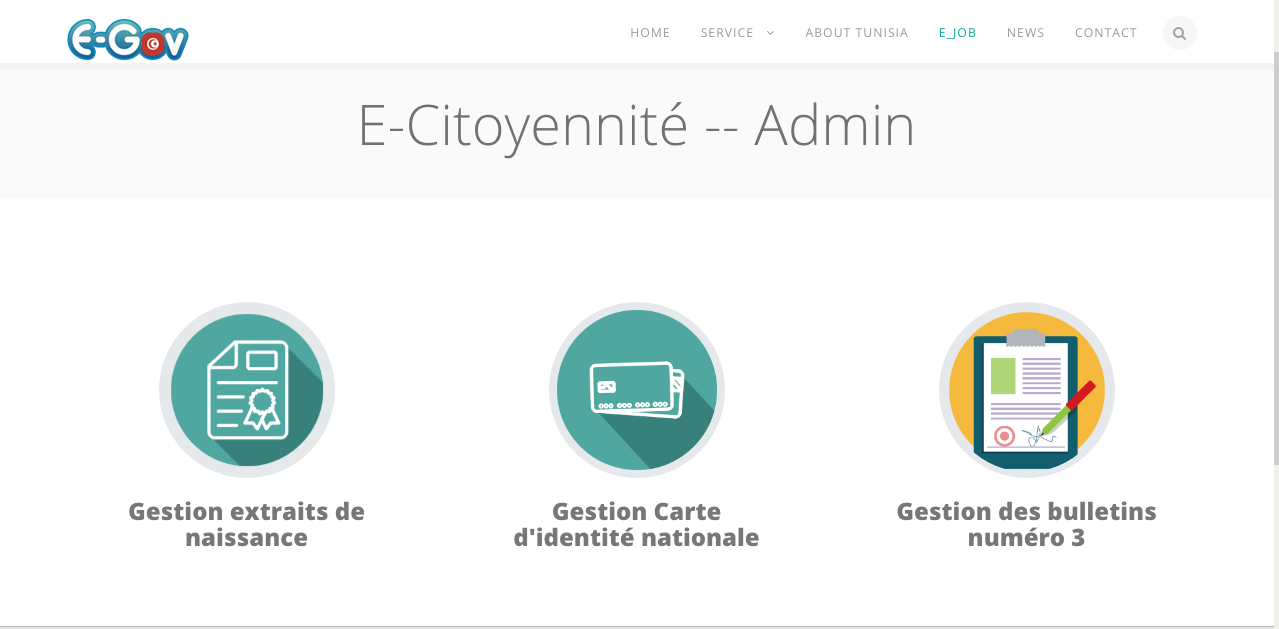 E-Gov
HOME SERVICE ABOUT TUNISIA E_JOB NEWS CONTACT
E-Citoyennité -- Admin
Gestion extraits de
naissance
Gestion Carte
d'identité nationale
Gestion des bulletins
numéro 3